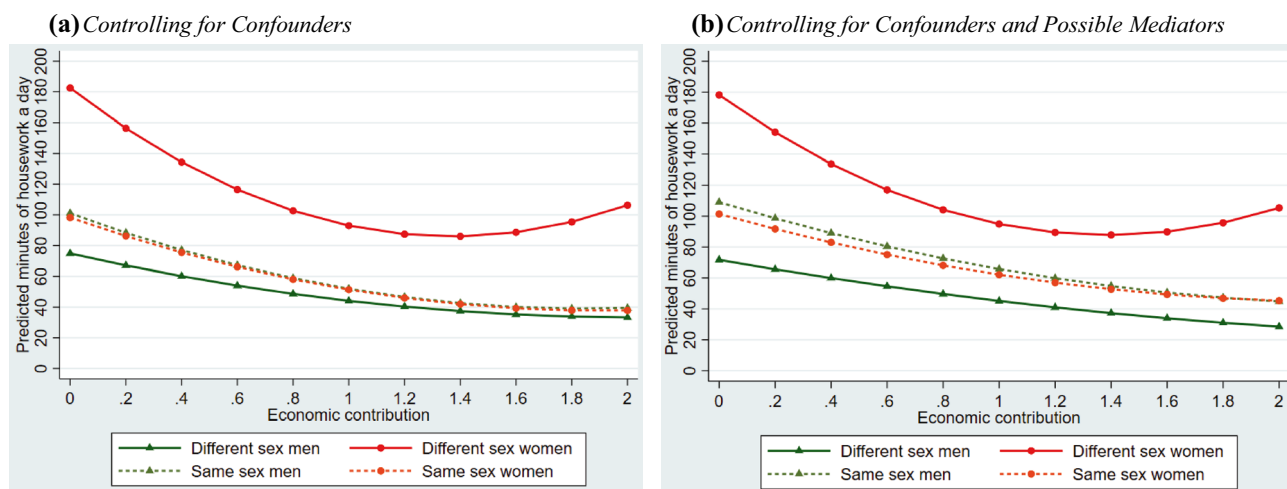 (a) Controlling for Confounders
Predicted minutes of housework a day
0 20 40 60 80 100 120 140 160 180 200
0 .2 .4 .6 .8 1 1.2 1.4 1.6 1.8 2
Economic contribution
Different sex men Different sex women
Same sex men Same sex women
(b) Controlling for Confounders and Possible Mediators
Predicted minutes of housework a day
0 20 40 60 80 100 120 140 160 180 200
0 .2 .4 .6 .8 1 1.2 1.4 1.6 1.8 2
Economic contribution
Different sex men Different sex women
Same sex men Same sex women